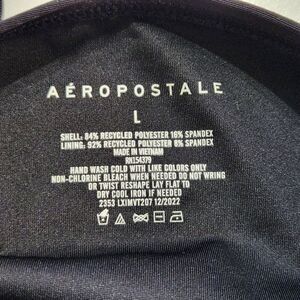 AÉROPOSTALE
L
SHELL: 84% RECYCLED POLYESTER 16% SPANDEX
LINING: 92% RECYCLED POLYESTER 8% SPANDEX
MADE IN VIETNAM
RN154379
HAND WASH COLD WITH LIKE COLORS ONLY
NON-CHLORINE BLEACH WHEN NEEDED DO NOT WRING
OR TWIST RESHAPE LAY FLAT TO
DRY COOL IRON IF NEEDED
2353 LXIMVT207 12/2022